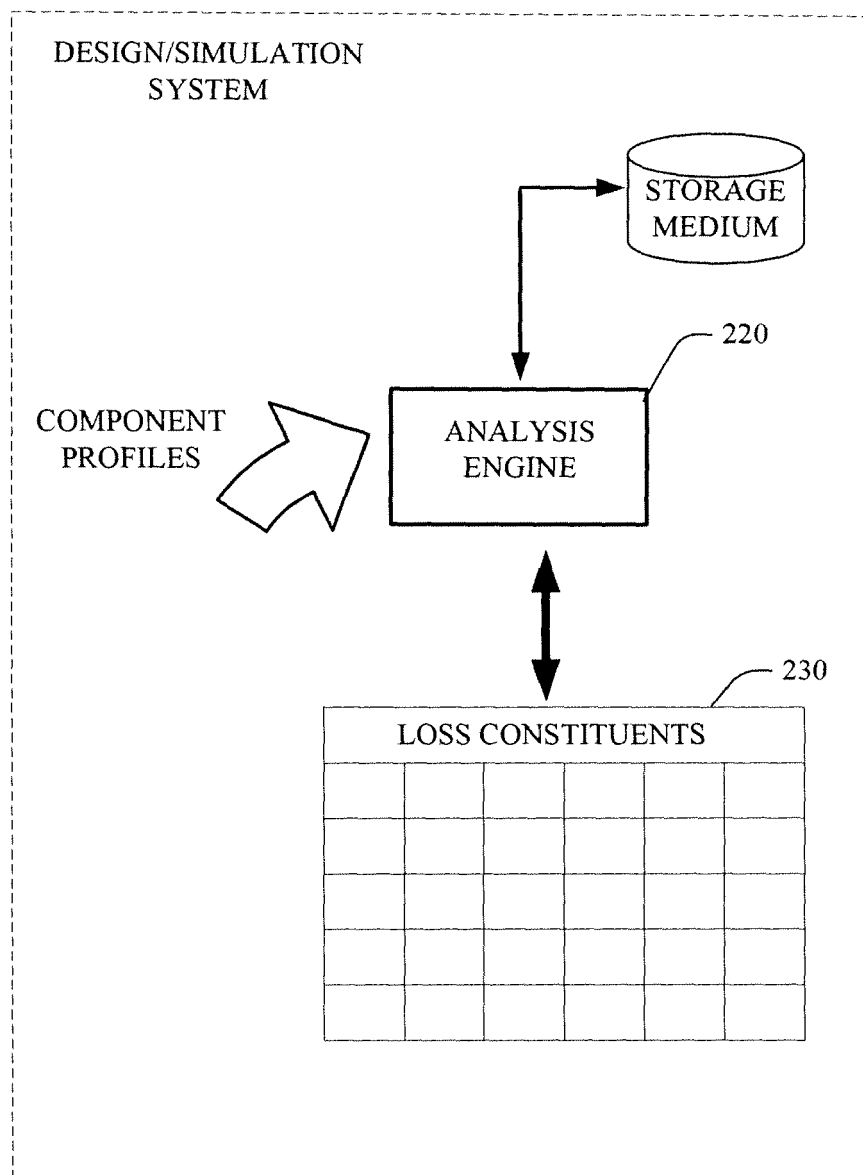 DESIGN/SIMULATION
SYSTEM
STORAGE
MEDIUM
220
COMPONENT
PROFILES
ANALYSIS
ENGINE
230
LOSS CONSTITUENTS